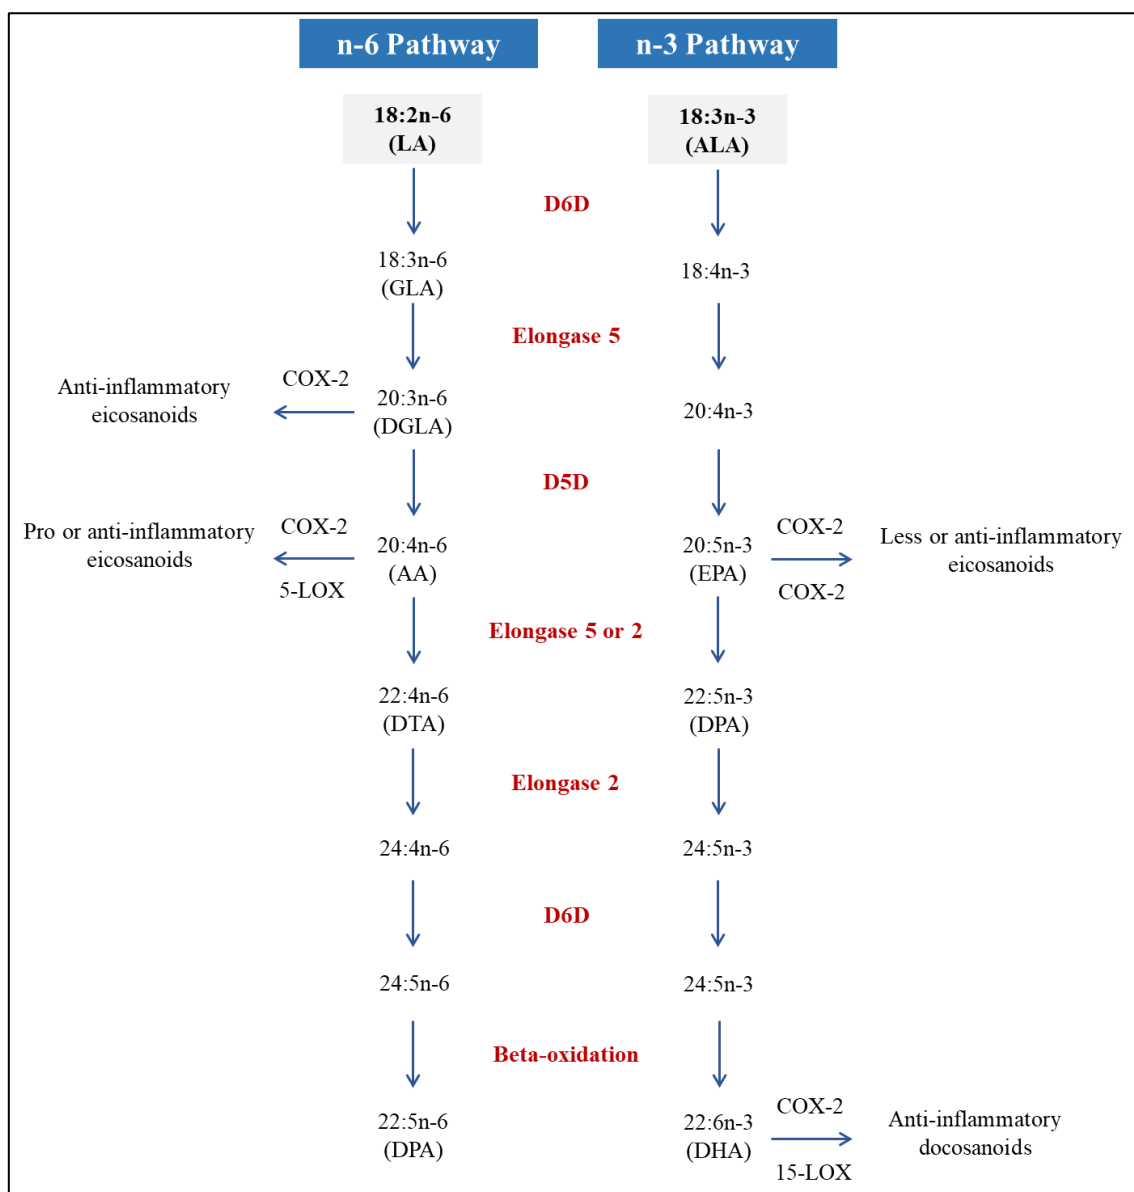 n-6 Pathway
n-3 Pathway
18:2n-6
(LA)
18:3n-3
(ALA)
D6D
18:3n-6
(GLA)
18:4n-3
Elongase 5
Anti-inflammatory
eicosanoids
COX-2
20:3n-6
(DGLA)
20:4n-3
D5D
Pro or anti-inflammatory
eicosanoids
COX-2
5-LOX
20:4n-6
(AA)
20:5n-3
(EPA)
COX-2
COX-2
Less or anti-inflammatory
eicosanoids
Elongase 5 or 2
22:4n-6
(DTA)
22:5n-3
(DPA)
Elongase 2
24:4n-6
24:5n-3
D6D
24:5n-6
24:5n-3
Beta-oxidation
22:5n-6
(DPA)
22:6n-3
(DHA)
COX-2
15-LOX
Anti-inflammatory
docosanoids